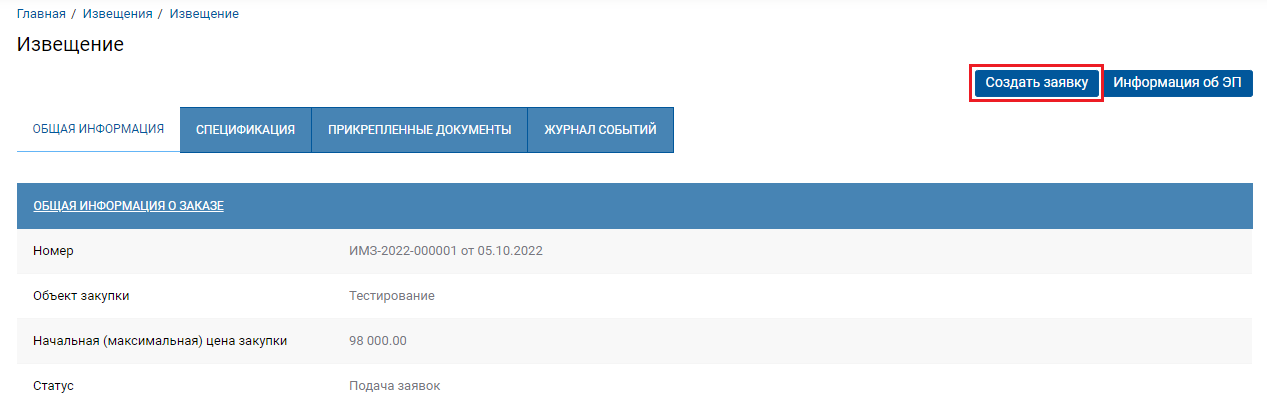 Главная / Извещения / Извещение
Извещение
Создать заявку Информация об ЭП
ОБЩАЯ ИНФОРМАЦИЯ СПЕЦИФИКАЦИЯ ПРИКРЕПЛЕННЫЕ ДОКУМЕНТЫ ЖУРНАЛ СОБЫТИЙ
ОБЩАЯ ИНФОРМАЦИЯ О ЗАКАЗЕ
Номер ИМЗ-2022-000001 от 05.10.2022
Объект закупки Тестирование
Начальная (максимальная) цена закупки 98 000.00
Статус Подача заявок